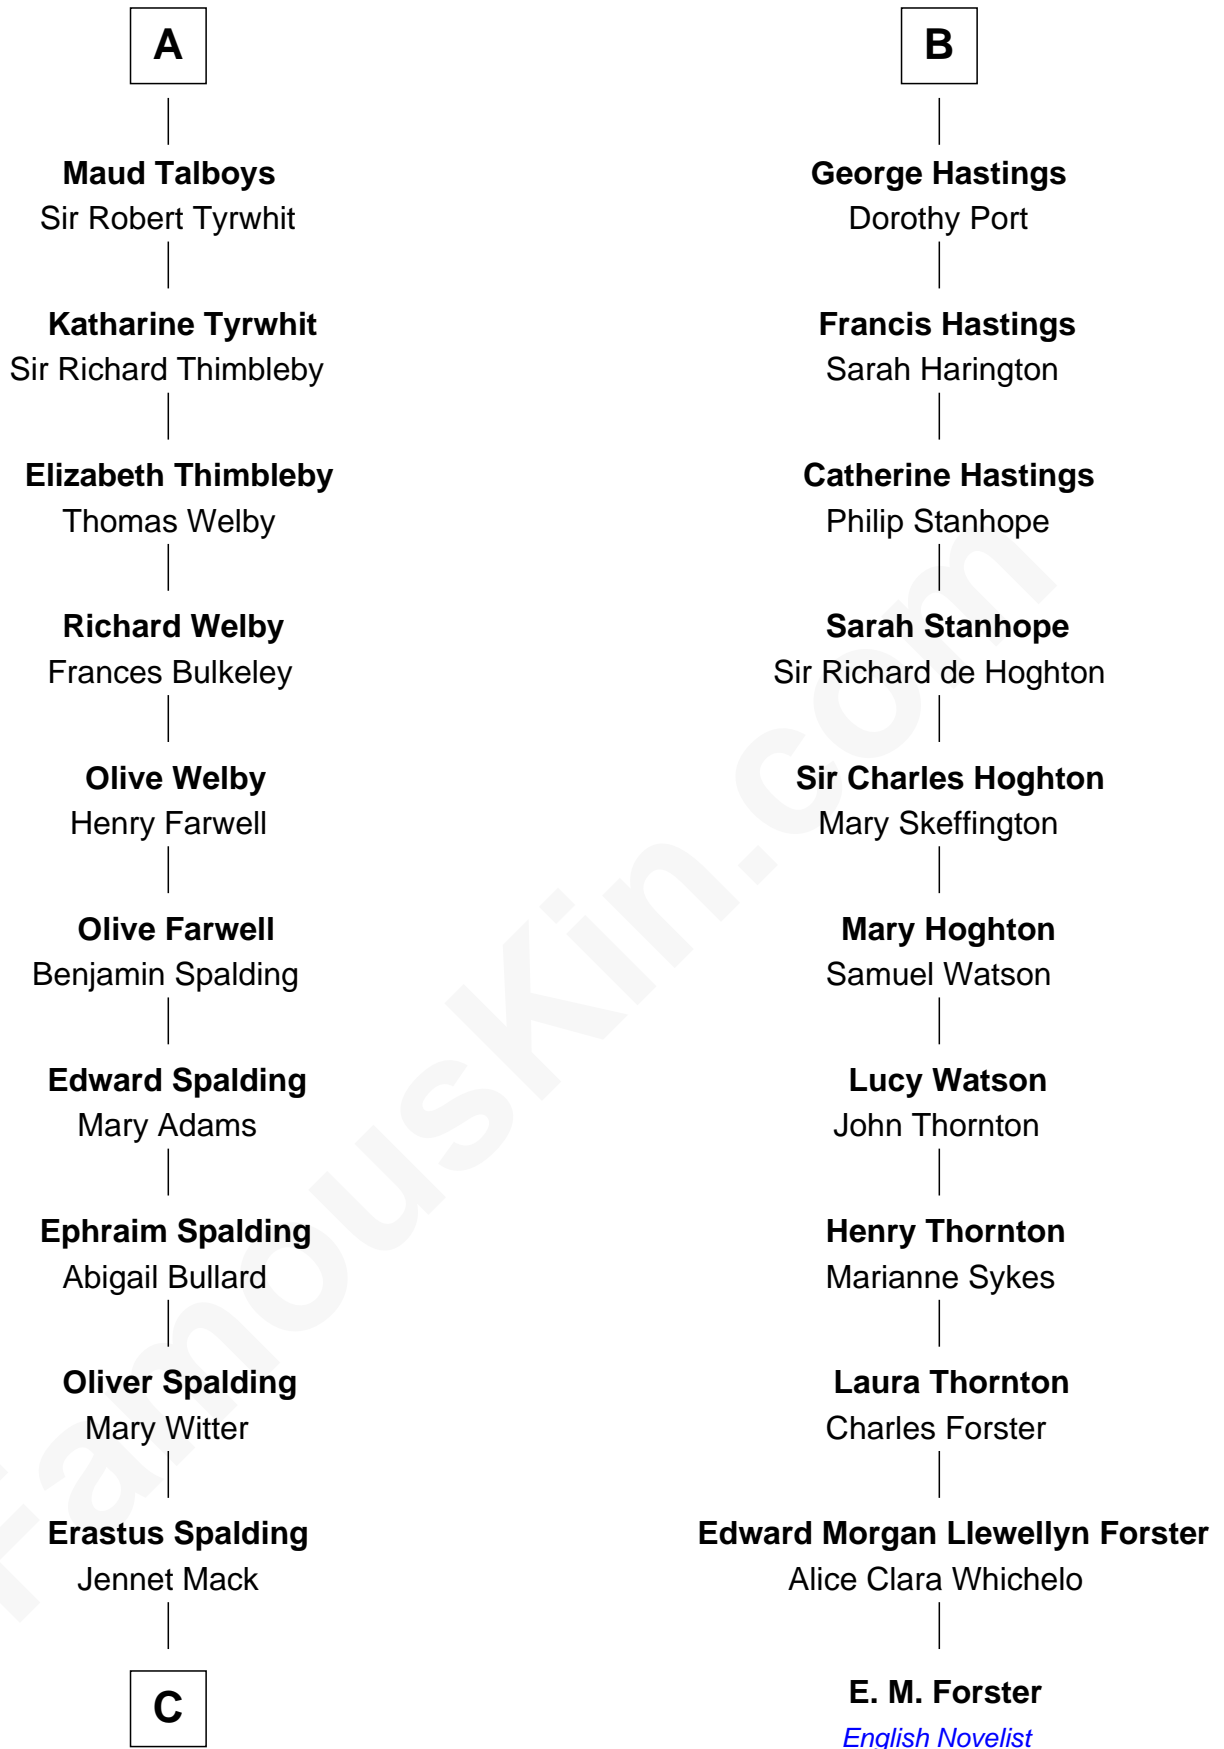 A
Maud Talboys
Sir Robert Tyrwhit
Katharine Tyrwhit
Sir Richard Thimbleby
Elizabeth Thimbleby
Thomas Welby
Richard Welby
Frances Bulkeley
Olive Welby
Henry Farwell
Olive Farwell
Benjamin Spalding
Edward Spalding
Mary Adams
Ephraim Spalding
Abigail Bullard
Oliver Spalding
Mary Witter
Erastus Spalding
Jennet Mack
C
B
George Hastings
Dorothy Port
Francis Hastings
Sarah Harington
Catherine Hastings
Philip Stanhope
Sarah Stanhope
Sir Richard de Hoghton
Sir Charles Hoghton
Mary Skeffington
Mary Hoghton
Samuel Watson
Lucy Watson
John Thornton
Henry Thornton
Marianne Sykes
Laura Thornton
Charles Forster
Edward Morgan Llewellyn Forster
Alice Clara Whichelo
E. M. Forster
English Novelist
FamousKin.com